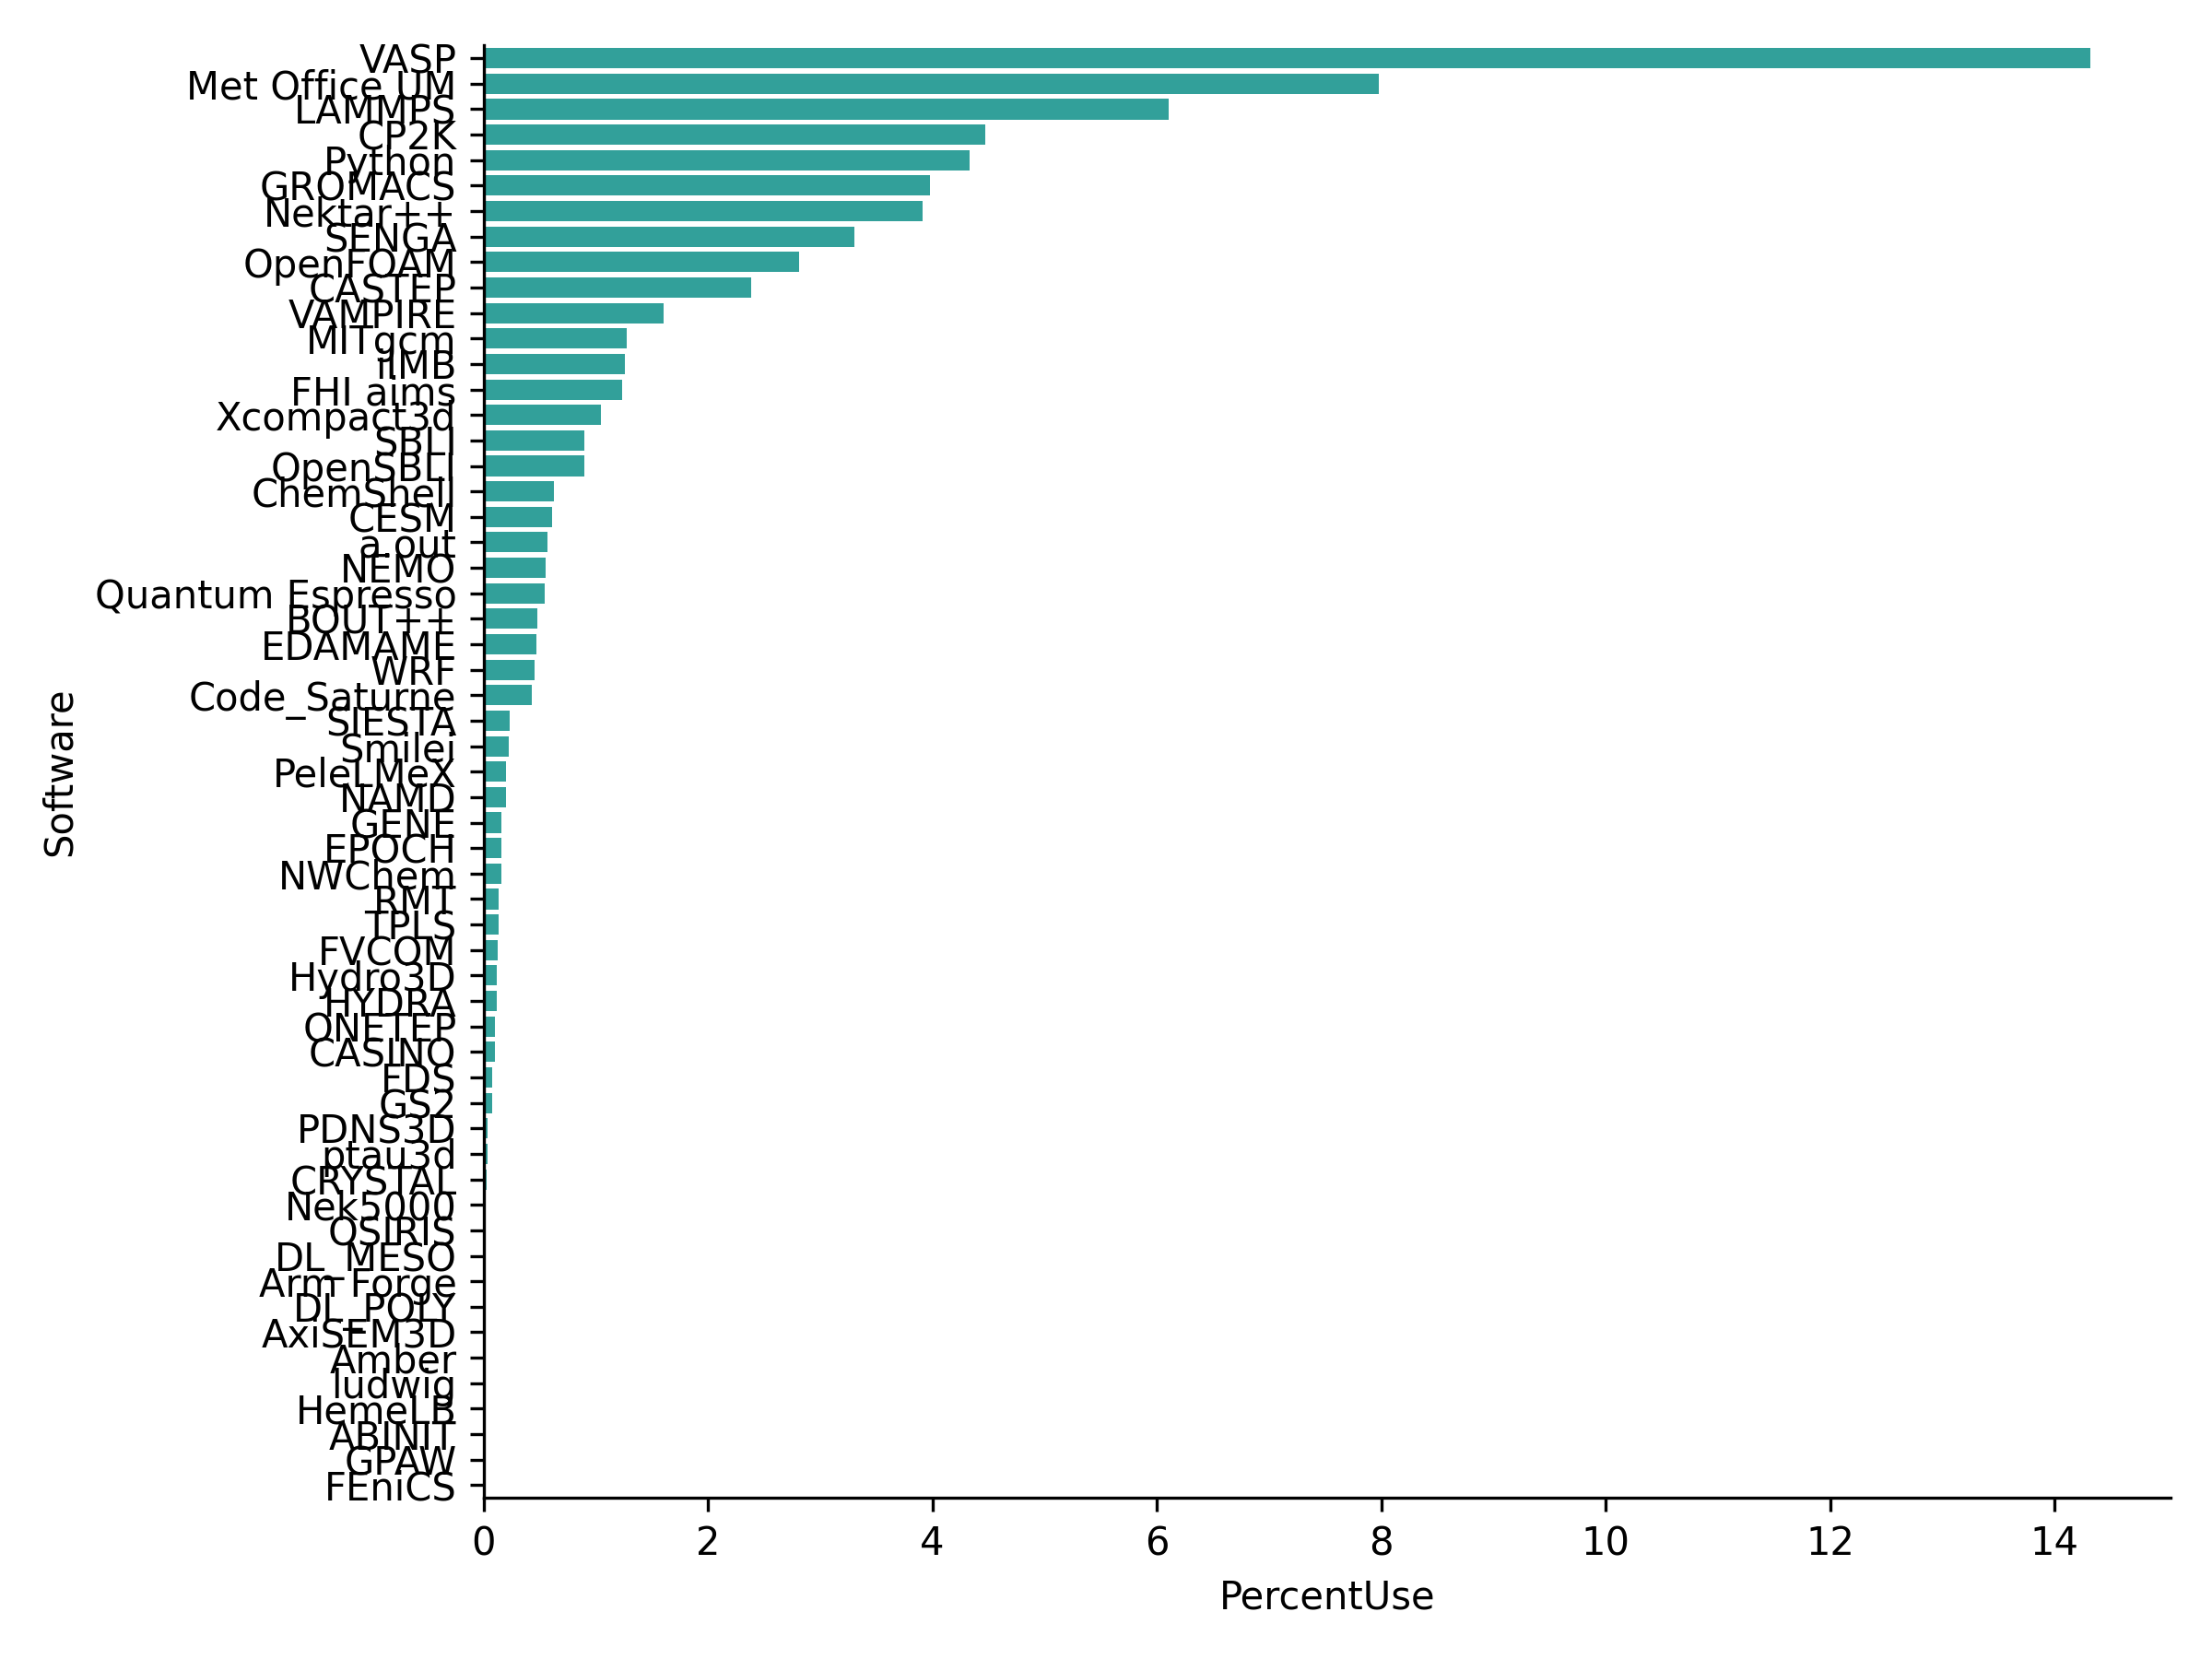 VASP
Met Office UM
LAMMPS
CP2K
Python
GROMACS
Nektar++
SENGA
OpenFOAM
CASTEP
VAMPIRE
MITgcm
iIMB
FHI aims
Xcompact3d
SBLI
OpenSBLI
ChemShell
CESM
a.out
NEMO
Quantum Espresso
BOUT++
EDAMAME
WRF
Code_Saturne
SIESTA
Smilei
PeleLMeX
NAMD
GENE
EPOCH
NWChem
RMT
TPLS
FVCOM
Hydro3D
HYDRA
ONETEP
CASINO
FDS
GS2
PDNS3D
ptau3d
CRYSTAL
Nek5000
OSIRIS
DL_MESO
Arm Forge
DL_POLY
AxiSEM3D
Amber
ludwig
HemeLB
ABINIT
GPAW
FEniCS
Software
0 2 4 6 8 10 12 14
PercentUse